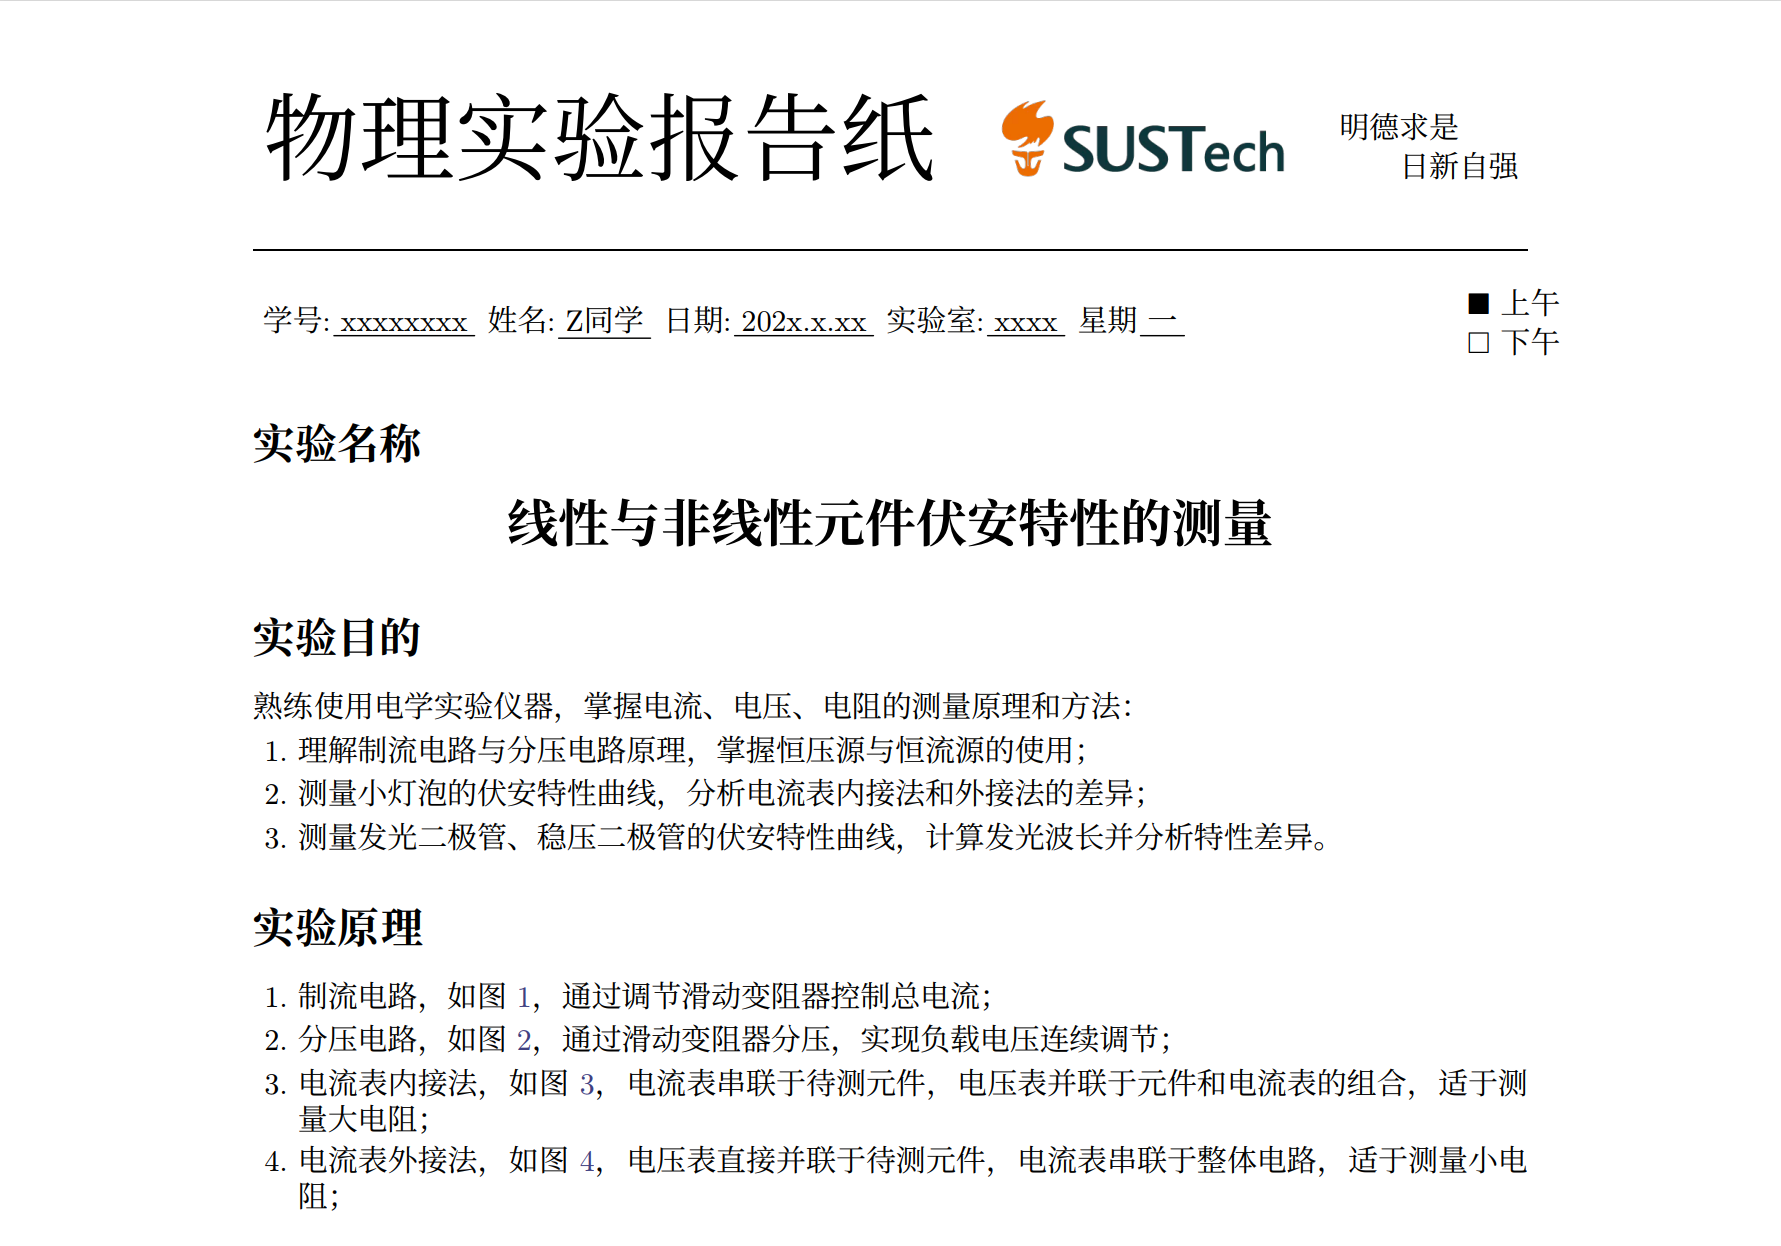 物理实验报告纸
SUSTech
明德求是
日新自强
学号: xxxxxxxx 姓名: Z同学 日期: 202x.x.xx 实验室: xxxx 星期 一
■ 上午
□ 下午
实验名称
线性与非线性元件伏安特性的测量
实验目的
熟练使用电学实验仪器，掌握电流、电压、电阻的测量原理和方法：
1. 理解制流电路与分压电路原理，掌握恒压源与恒流源的使用；
2. 测量小灯泡的伏安特性曲线，分析电流表内接法和外接法的差异；
3. 测量发光二极管、稳压二极管的伏安特性曲线，计算发光波长并分析特性差异。
实验原理
1. 制流电路，如图 1，通过调节滑动变阻器控制总电流；
2. 分压电路，如图 2，通过滑动变阻器分压，实现负载电压连续调节；
3. 电流表内接法，如图 3，电流表串联于待测元件，电压表并联于元件和电流表的组合，适于测
量大电阻；
4. 电流表外接法，如图 4，电压表直接并联于待测元件，电流表串联于整体电路，适于测量小电
阻；